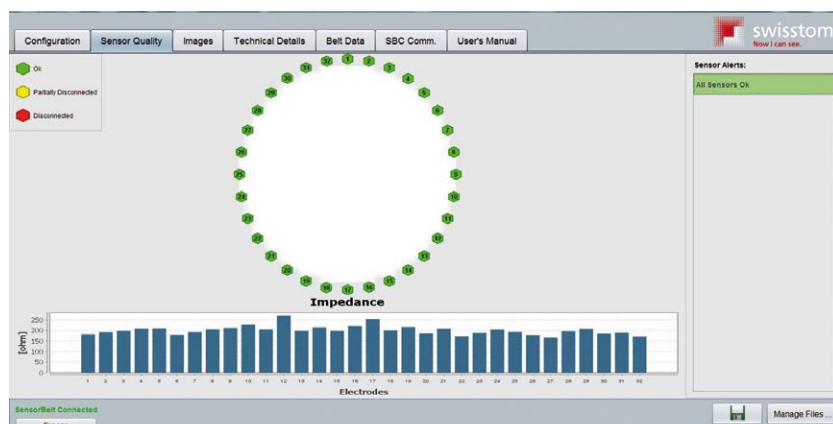 Configuration
Sensor Quality
Images
Technical Details
Belt Data
SBC Comm.
User's Manual
swisstom
Now I can see.
Ok
Partially Disconnected
Disconnected
1
2
3
4
5
6
7
8
9
10
11
12
13
14
15
16
17
18
19
20
21
22
23
24
25
26
27
28
29
30
31
32
Sensor Alerts:
All Sensors Ok
Impedance
[ohm]
250
200
150
100
50
0
1 2 3 4 5 6 7 8 9 10 11 12 13 14 15 16 17 18 19 20 21 22 23 24 25 26 27 28 29 30 31 32
Electrodes
SensorBelt Connected
Manage Files ...